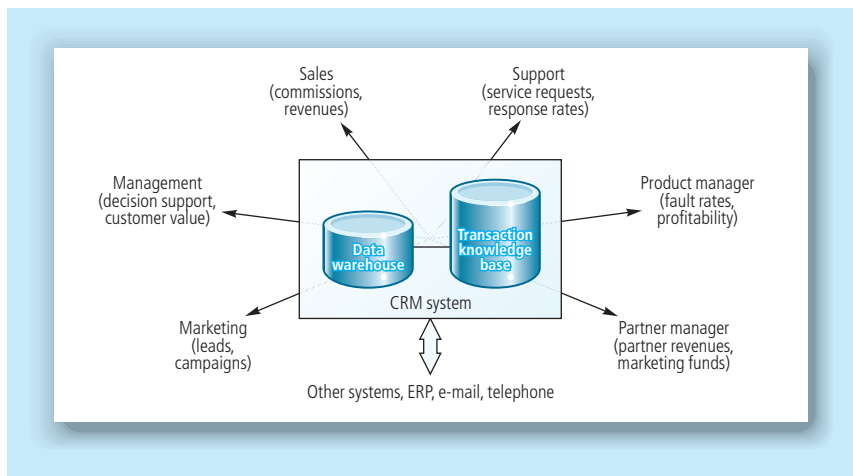 Sales
(commissions,
revenues)
Support
(service requests,
response rates)
Management
(decision support,
customer value)
Product manager
(fault rates,
profitability)
Data
warehouse
Transaction
knowledge
base
CRM system
Marketing
(leads,
campaigns)
Partner manager
(partner revenues,
marketing funds)
Other systems, ERP, e-mail, telephone